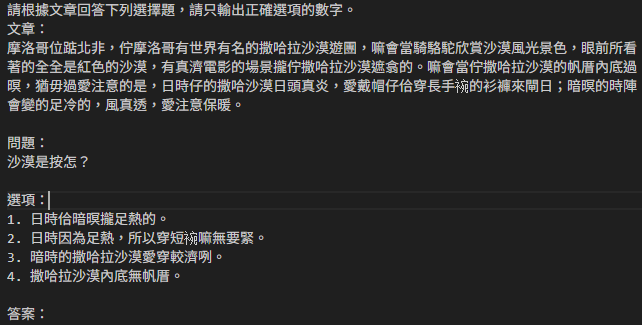 請根據文章回答下列選擇題，請只輸出正確選項的數字。
文章：
摩洛哥位踮北非，佇摩洛哥有世界有名的撒哈拉沙漠遊團，嘛會當騎駱駝欣賞沙漠風光景色，眼前所看
著的全全是紅色的沙漠，有真濟電影的場景攏佇撒哈拉沙漠遮翕的。嘛會當佇撒哈拉沙漠的帆厝內底過
暝，猶毋過愛注意的是，日時仔的撒哈沙漠日頭真炎，愛戴帽仔佮穿長手䘼的衫褲來閘日；暗暝的時陣
會變的足冷的，風真透，愛注意保暖。
問題：
沙漠是按怎？
選項：
1. 日時佮暗暝攏足熱的。
2. 日時因為足熱，所以穿短䘼嘛無要緊。
3. 暗時的撒哈拉沙漠愛穿較濟咧。
4. 撒哈拉沙漠內底無帆厝。
答案：